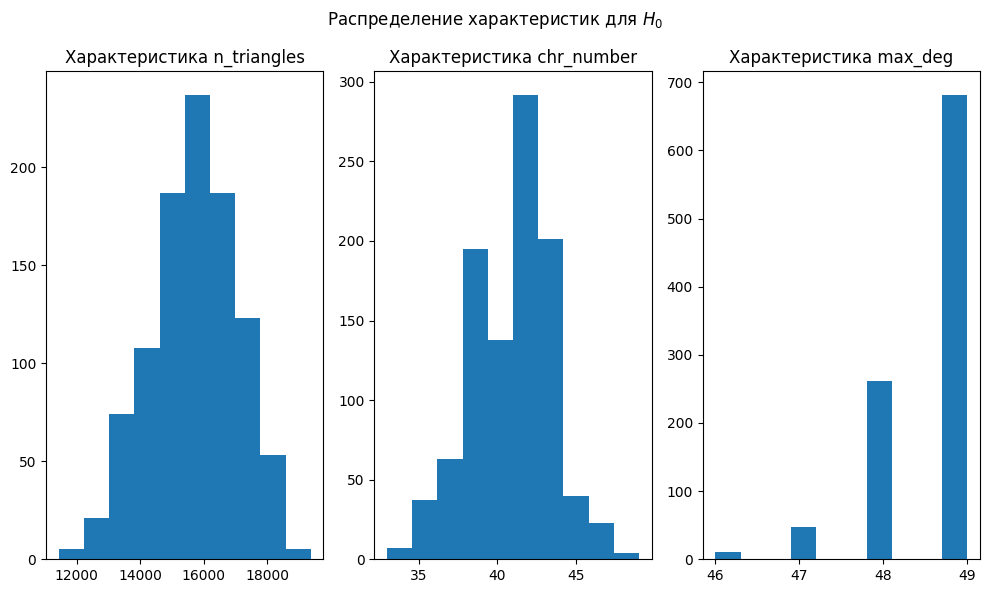 Распределение характеристик для H₀
Характеристика n_triangles
Характеристика chr_number
Характеристика max_deg
200
150
100
50
0
12000 14000 16000 18000
300
250
200
150
100
50
0
35 40 45
700
600
500
400
300
200
100
0
46 47 48 49